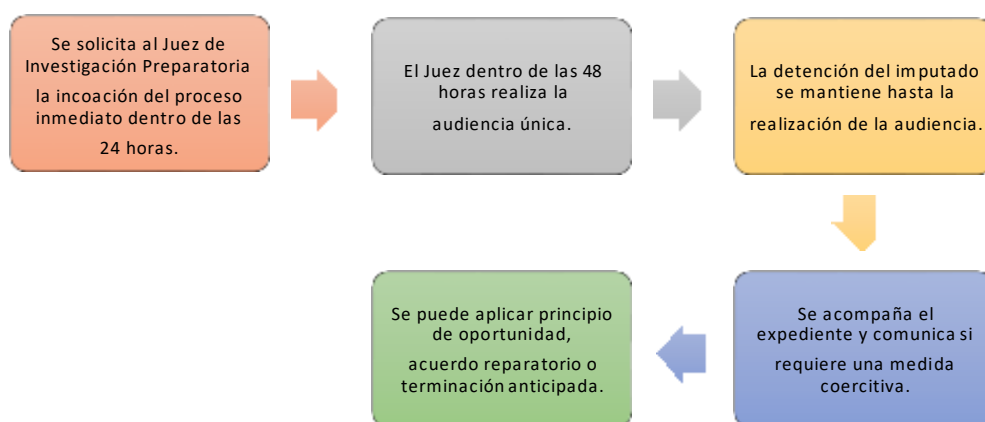 Se solicita al Juez de
Investigación Preparatoria
la incoación del proceso
inmediato dentro de las
24 horas.
El Juez dentro de las 48
horas realiza la
audiencia única.
La detención del imputado
se mantiene hasta la
realización de la audiencia.
Se acompaña el
expediente y comunica si
requiere una medida
coercitiva.
Se puede aplicar principio
de oportunidad,
acuerdo reparatorio o
terminación anticipada.